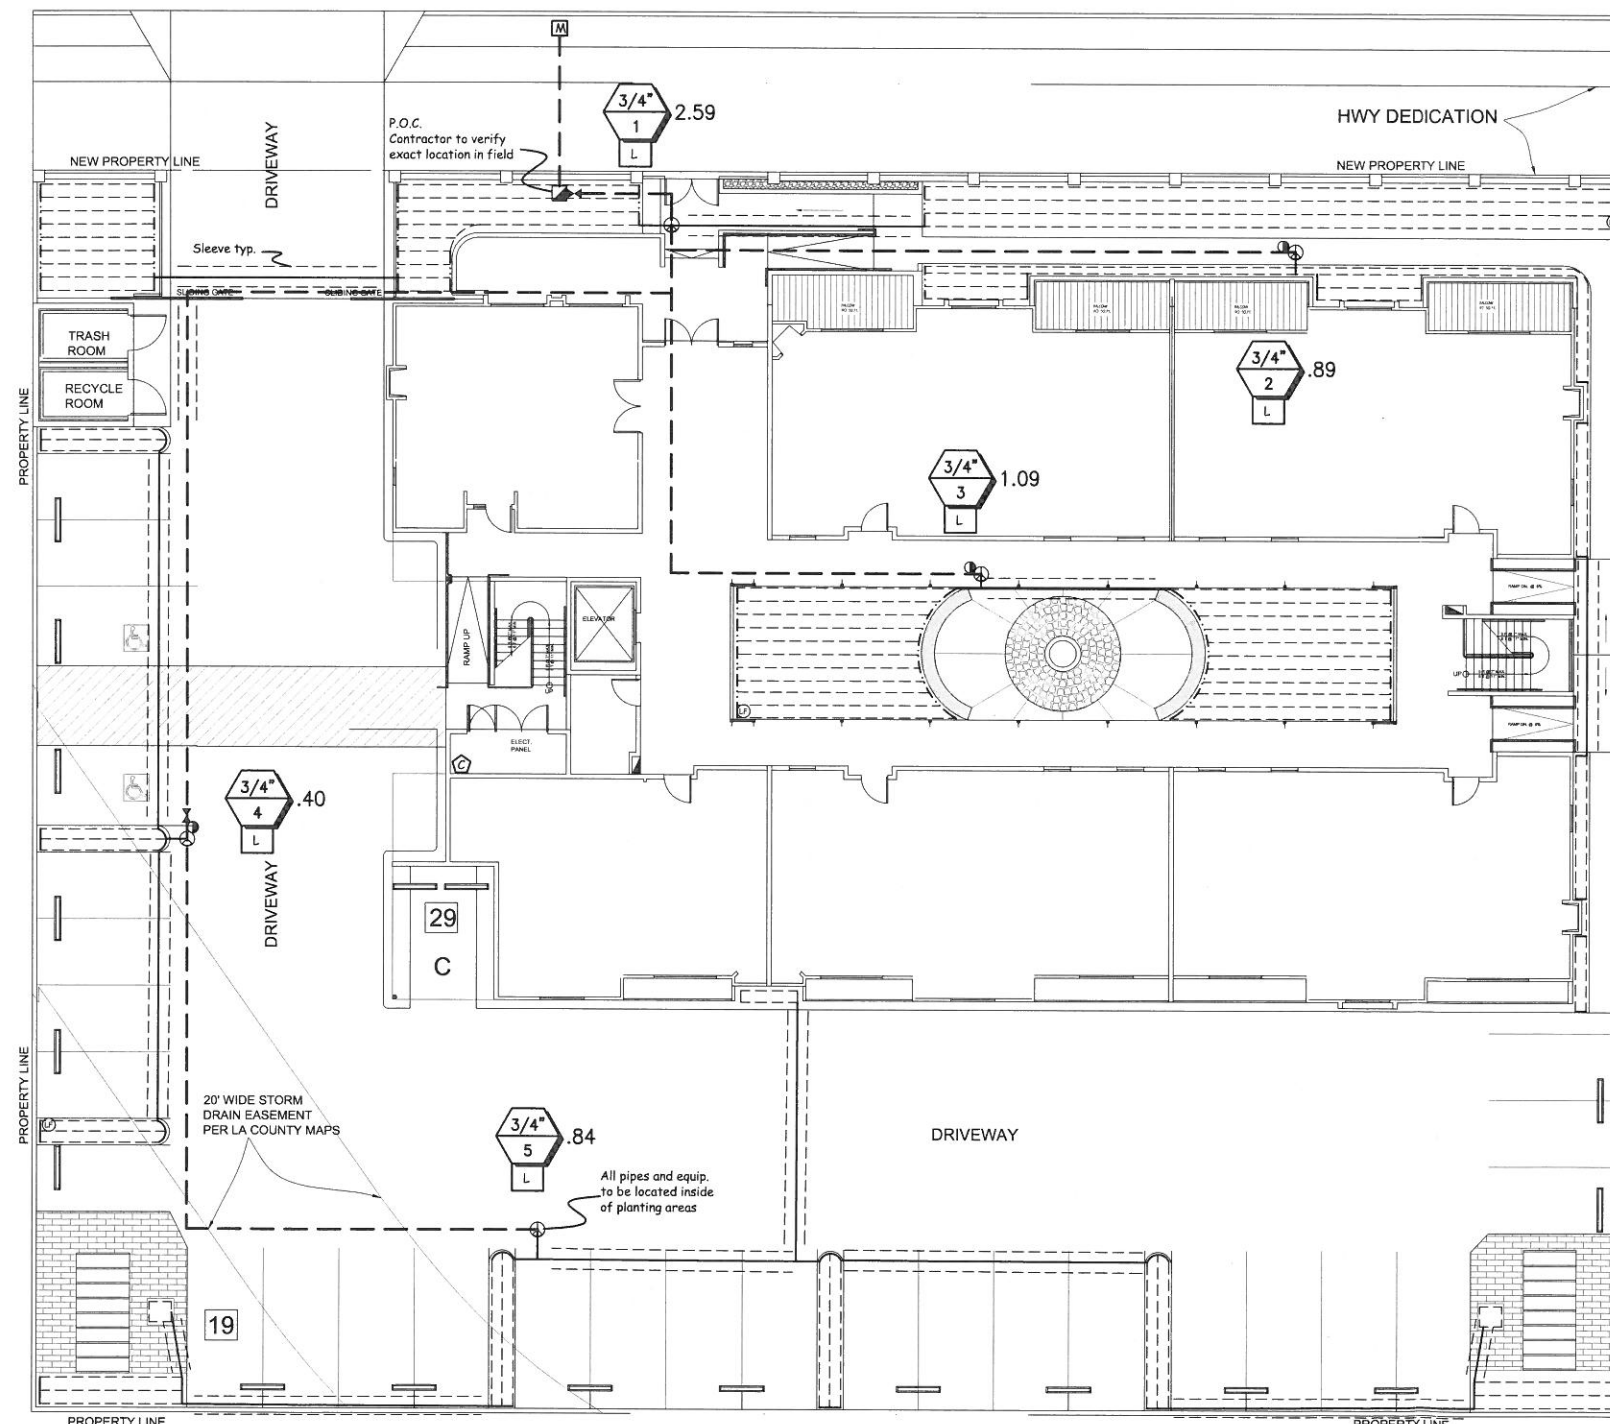 M
3/4"
1
L
2.59
HWY DEDICATION
P.O.C.
Contractor to verify
exact location in field
DRIVEWAY
NEW PROPERTY LINE
NEW PROPERTY LINE
Sleeve typ.
SLIDING GATE
SLIDING GATE
TRASH
ROOM
RECYCLE
ROOM
PROPERTY LINE
3/4"
2
L
.89
3/4"
3
L
1.09
RAMP UP
ELEVATOR
UP
UP
LF
ELECT.
PANEL
C
3/4"
4
L
.40
DRIVEWAY
29
C
PROPERTY LINE
20' WIDE STORM
DRAIN EASEMENT
PER LA COUNTY MAPS
LF
3/4"
5
L
.84
DRIVEWAY
All pipes and equip.
to be located inside
of planting areas
19
PROPERTY LINE
PROPERTY LINE